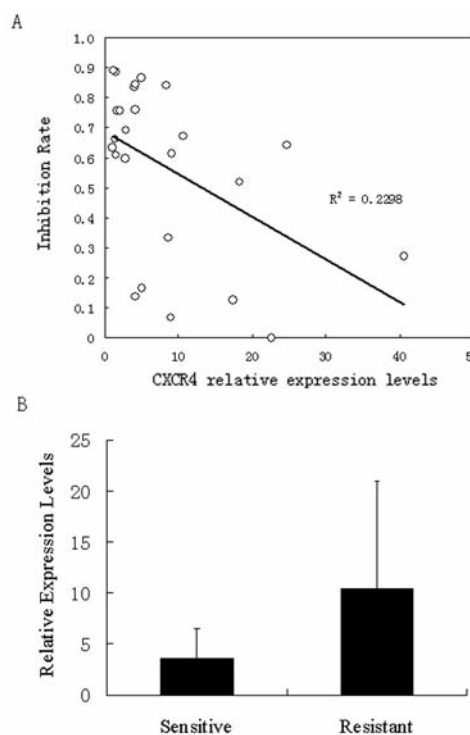 A
1.0
0.9
0.8
0.7
0.6
0.5
0.4
0.3
0.2
0.1
0
Inhibition Rate
R² = 0.2298
0 10 20 30 40 50
CXCR4 relative expression levels
B
25
20
15
10
5
0
Relative Expression Levels
Sensitive Resistant